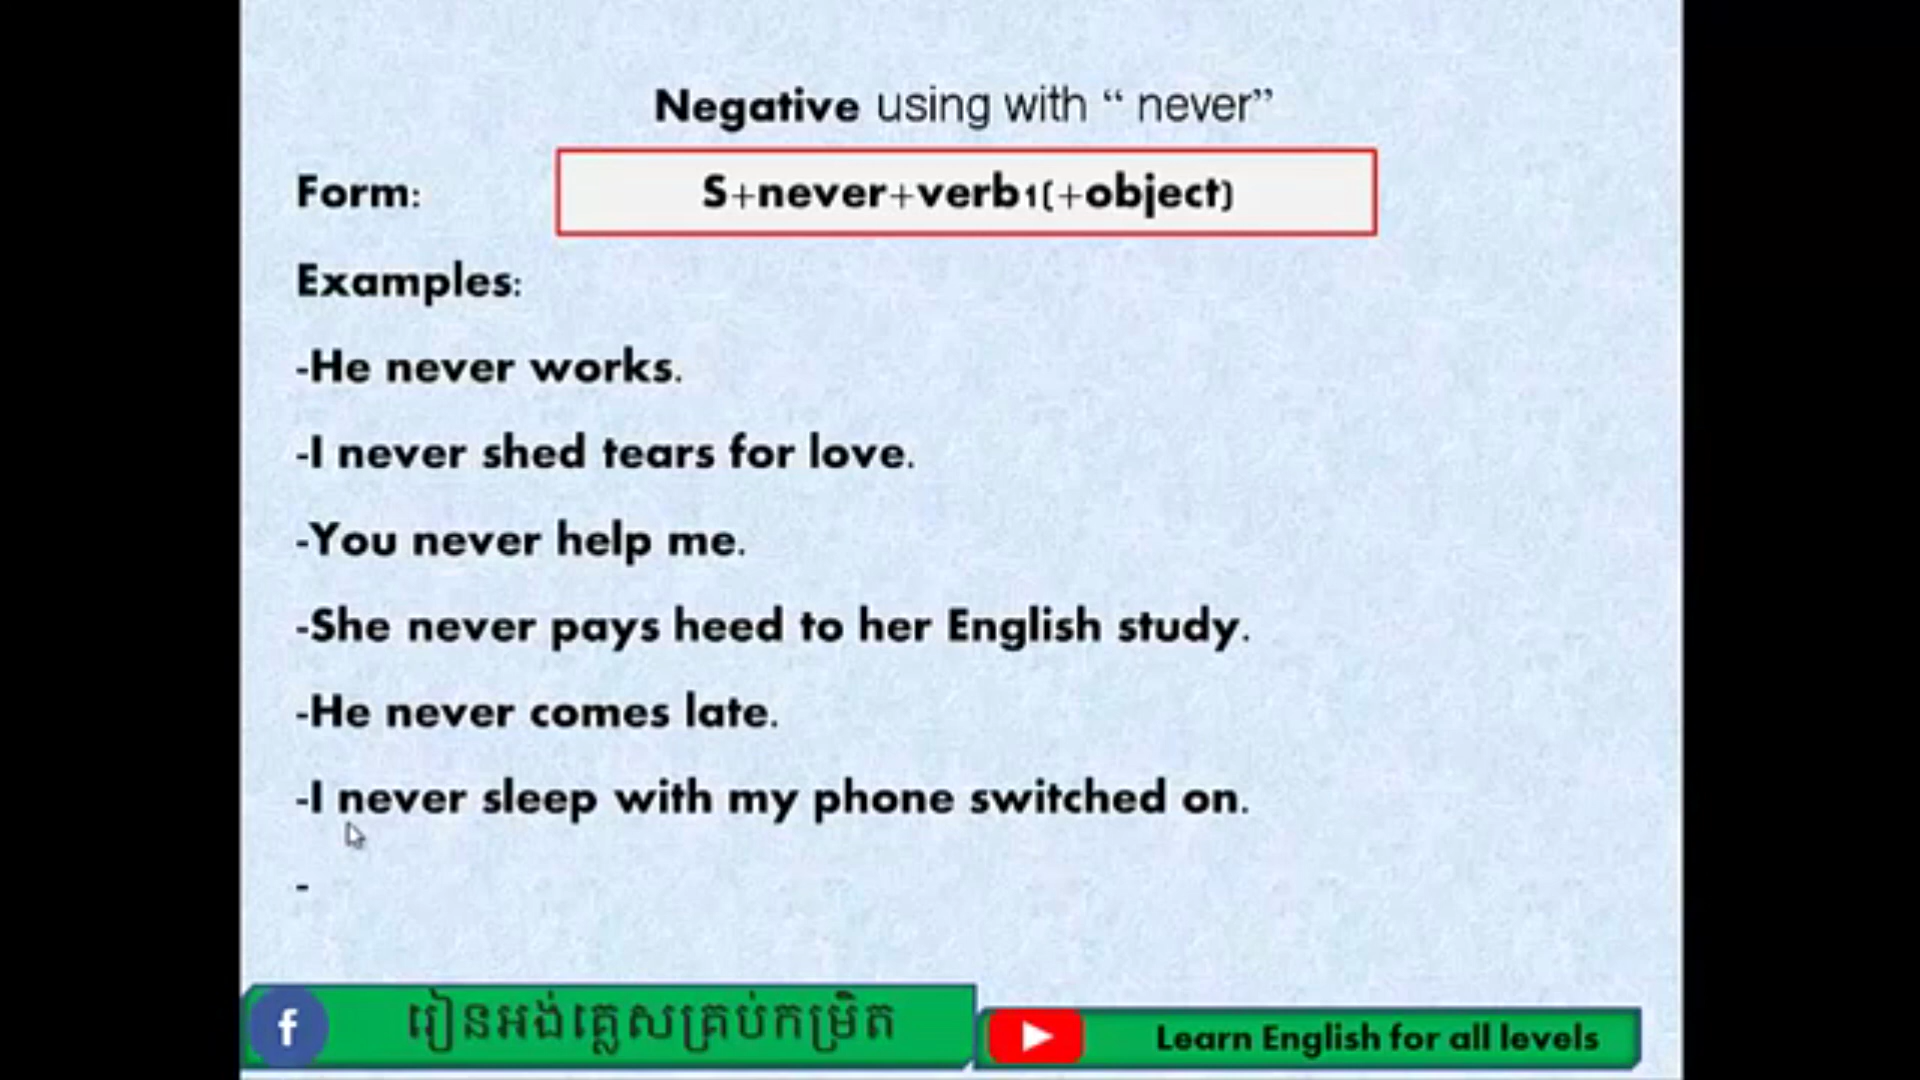 Negative using with “ never”
Form:
S+never+verb1(+object)
Examples:
-He never works.
-I never shed tears for love.
-You never help me.
-She never pays heed to her English study.
-He never comes late.
-I never sleep with my phone switched on.
-
រៀនអង់គ្លេសគ្រប់កម្រិត
Learn English for all levels